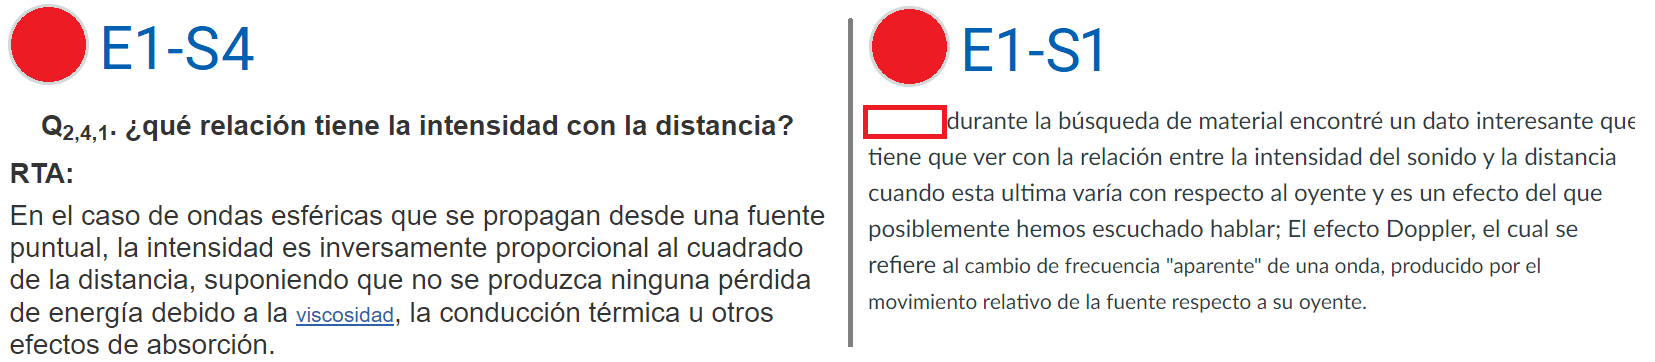 E1-S4
Q2,4,1. ¿qué relación tiene la intensidad con la distancia?
RTA:
En el caso de ondas esféricas que se propagan desde una fuente
puntual, la intensidad es inversamente proporcional al cuadrado
de la distancia, suponiendo que no se produzca ninguna pérdida
de energía debido a la viscosidad, la conducción térmica u otros
efectos de absorción.
E1-S1
durante la búsqueda de material encontré un dato interesante que
tiene que ver con la relación entre la intensidad del sonido y la distancia
cuando esta ultima varía con respecto al oyente y es un efecto del que
posiblemente hemos escuchado hablar; El efecto Doppler, el cual se
refiere al cambio de frecuencia "aparente" de una onda, producido por el
movimiento relativo de la fuente respecto a su oyente.